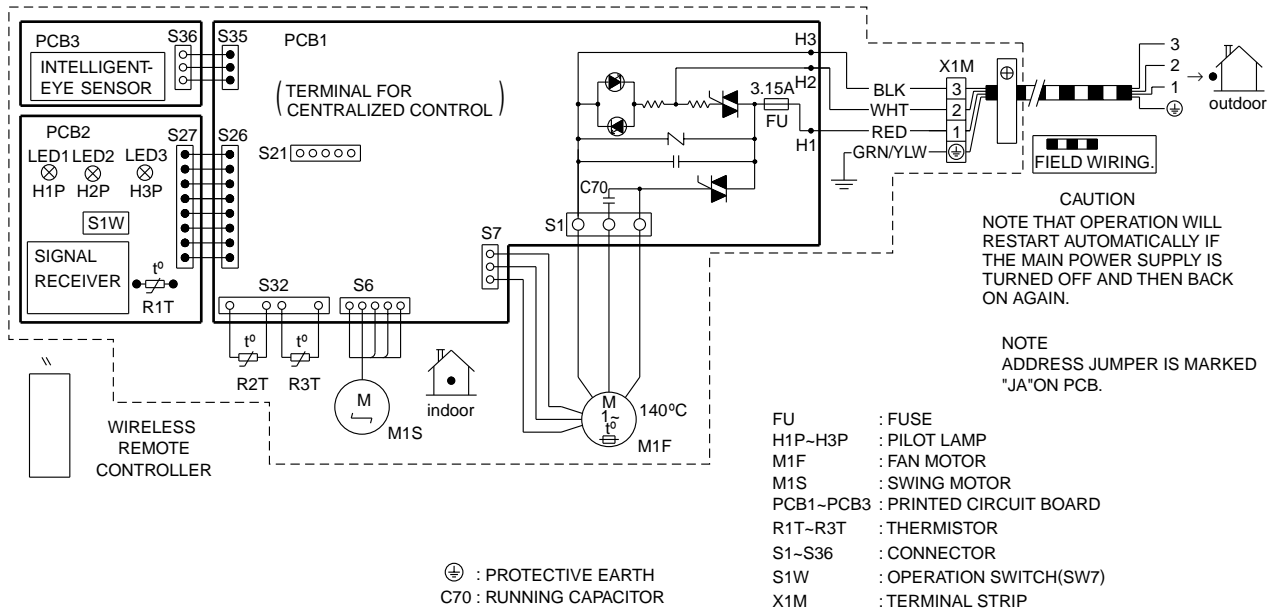 PCB3
INTELLIGENT-
EYE SENSOR
S36
S35
PCB1
(TERMINAL FOR
CENTRALIZED CONTROL)
S21
PCB2
LED1 LED2 LED3
H1P H2P H3P
S27
S26
S1W
SIGNAL
RECEIVER
tº
R1T
S32
S6
S7
S1
C70
tº
tº
R2T
R3T
M
M1S
indoor
M
1~
tº
140ºC
M1F
H3
H2
3.15A
FU
H1
BLK
WHT
RED
GRN/YLW
X1M
3
2
1
3
2
1
outdoor
FIELD WIRING.
CAUTION
NOTE THAT OPERATION WILL
RESTART AUTOMATICALLY IF
THE MAIN POWER SUPPLY IS
TURNED OFF AND THEN BACK
ON AGAIN.
NOTE
ADDRESS JUMPER IS MARKED
"JA"ON PCB.
WIRELESS
REMOTE
CONTROLLER
: PROTECTIVE EARTH
C70 : RUNNING CAPACITOR
FU : FUSE
H1P~H3P : PILOT LAMP
M1F : FAN MOTOR
M1S : SWING MOTOR
PCB1~PCB3 : PRINTED CIRCUIT BOARD
R1T~R3T : THERMISTOR
S1~S36 : CONNECTOR
S1W : OPERATION SWITCH(SW7)
X1M : TERMINAL STRIP